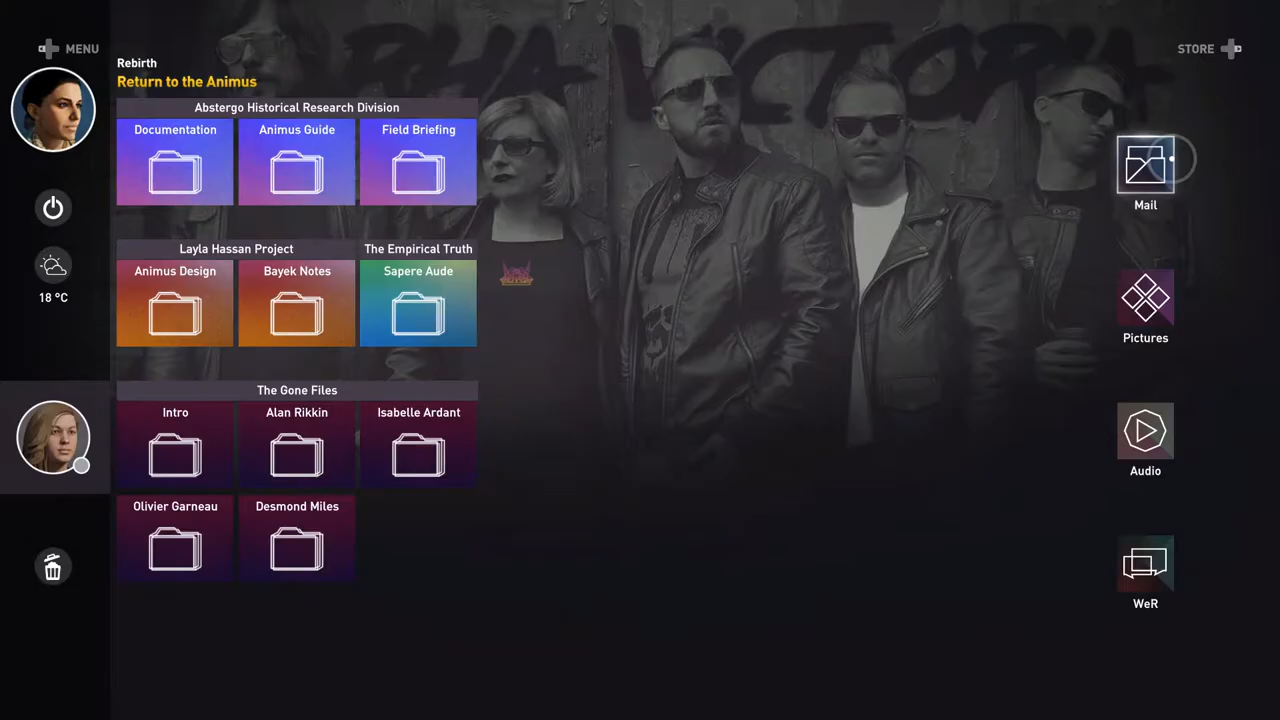 MENU
STORE
Rebirth
Return to the Animus
Abstergo Historical Research Division
Documentation
Animus Guide
Field Briefing
Mail
18 °C
Layla Hassan Project
The Empirical Truth
Animus Design
Bayek Notes
Sapere Aude
Pictures
The Gone Files
Intro
Alan Rikkin
Isabelle Ardant
Audio
Olivier Garneau
Desmond Miles
WeR